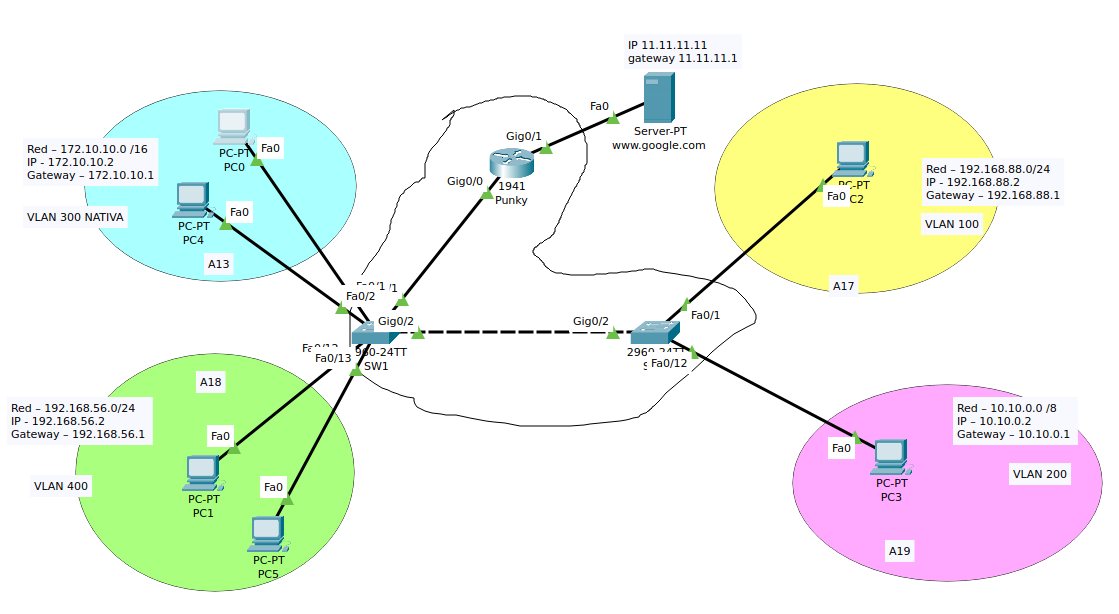 IP 11.11.11.11
gateway 11.11.11.1
Fa0
Server-PT
www.google.com
Gig0/1
Gig0/0
1941
Punky
Red – 172.10.10.0 /16
IP - 172.10.10.2
Gateway – 172.10.10.1
VLAN 300 NATIVA
PC-PT
PC0
Fa0
PC-PT
PC4
Fa0
A13
PC-PT
C2
Fa0
Red – 192.168.88.0/24
IP - 192.168.88.2
Gateway – 192.168.88.1
VLAN 100
A17
Fa0/1
/1
Fa0/2
Gig0/2
960-24TT
SW1
Fa0/13
Gig0/2
2960-24TT
Fa0/1
Fa0/12
A18
Red – 192.168.56.0/24
IP - 192.168.56.2
Gateway – 192.168.56.1
VLAN 400
Fa0
PC-PT
PC1
Fa0
PC-PT
PC5
Red – 10.10.0.0 /8
IP – 10.10.0.2
Gateway – 10.10.0.1
VLAN 200
Fa0
PC-PT
PC3
A19